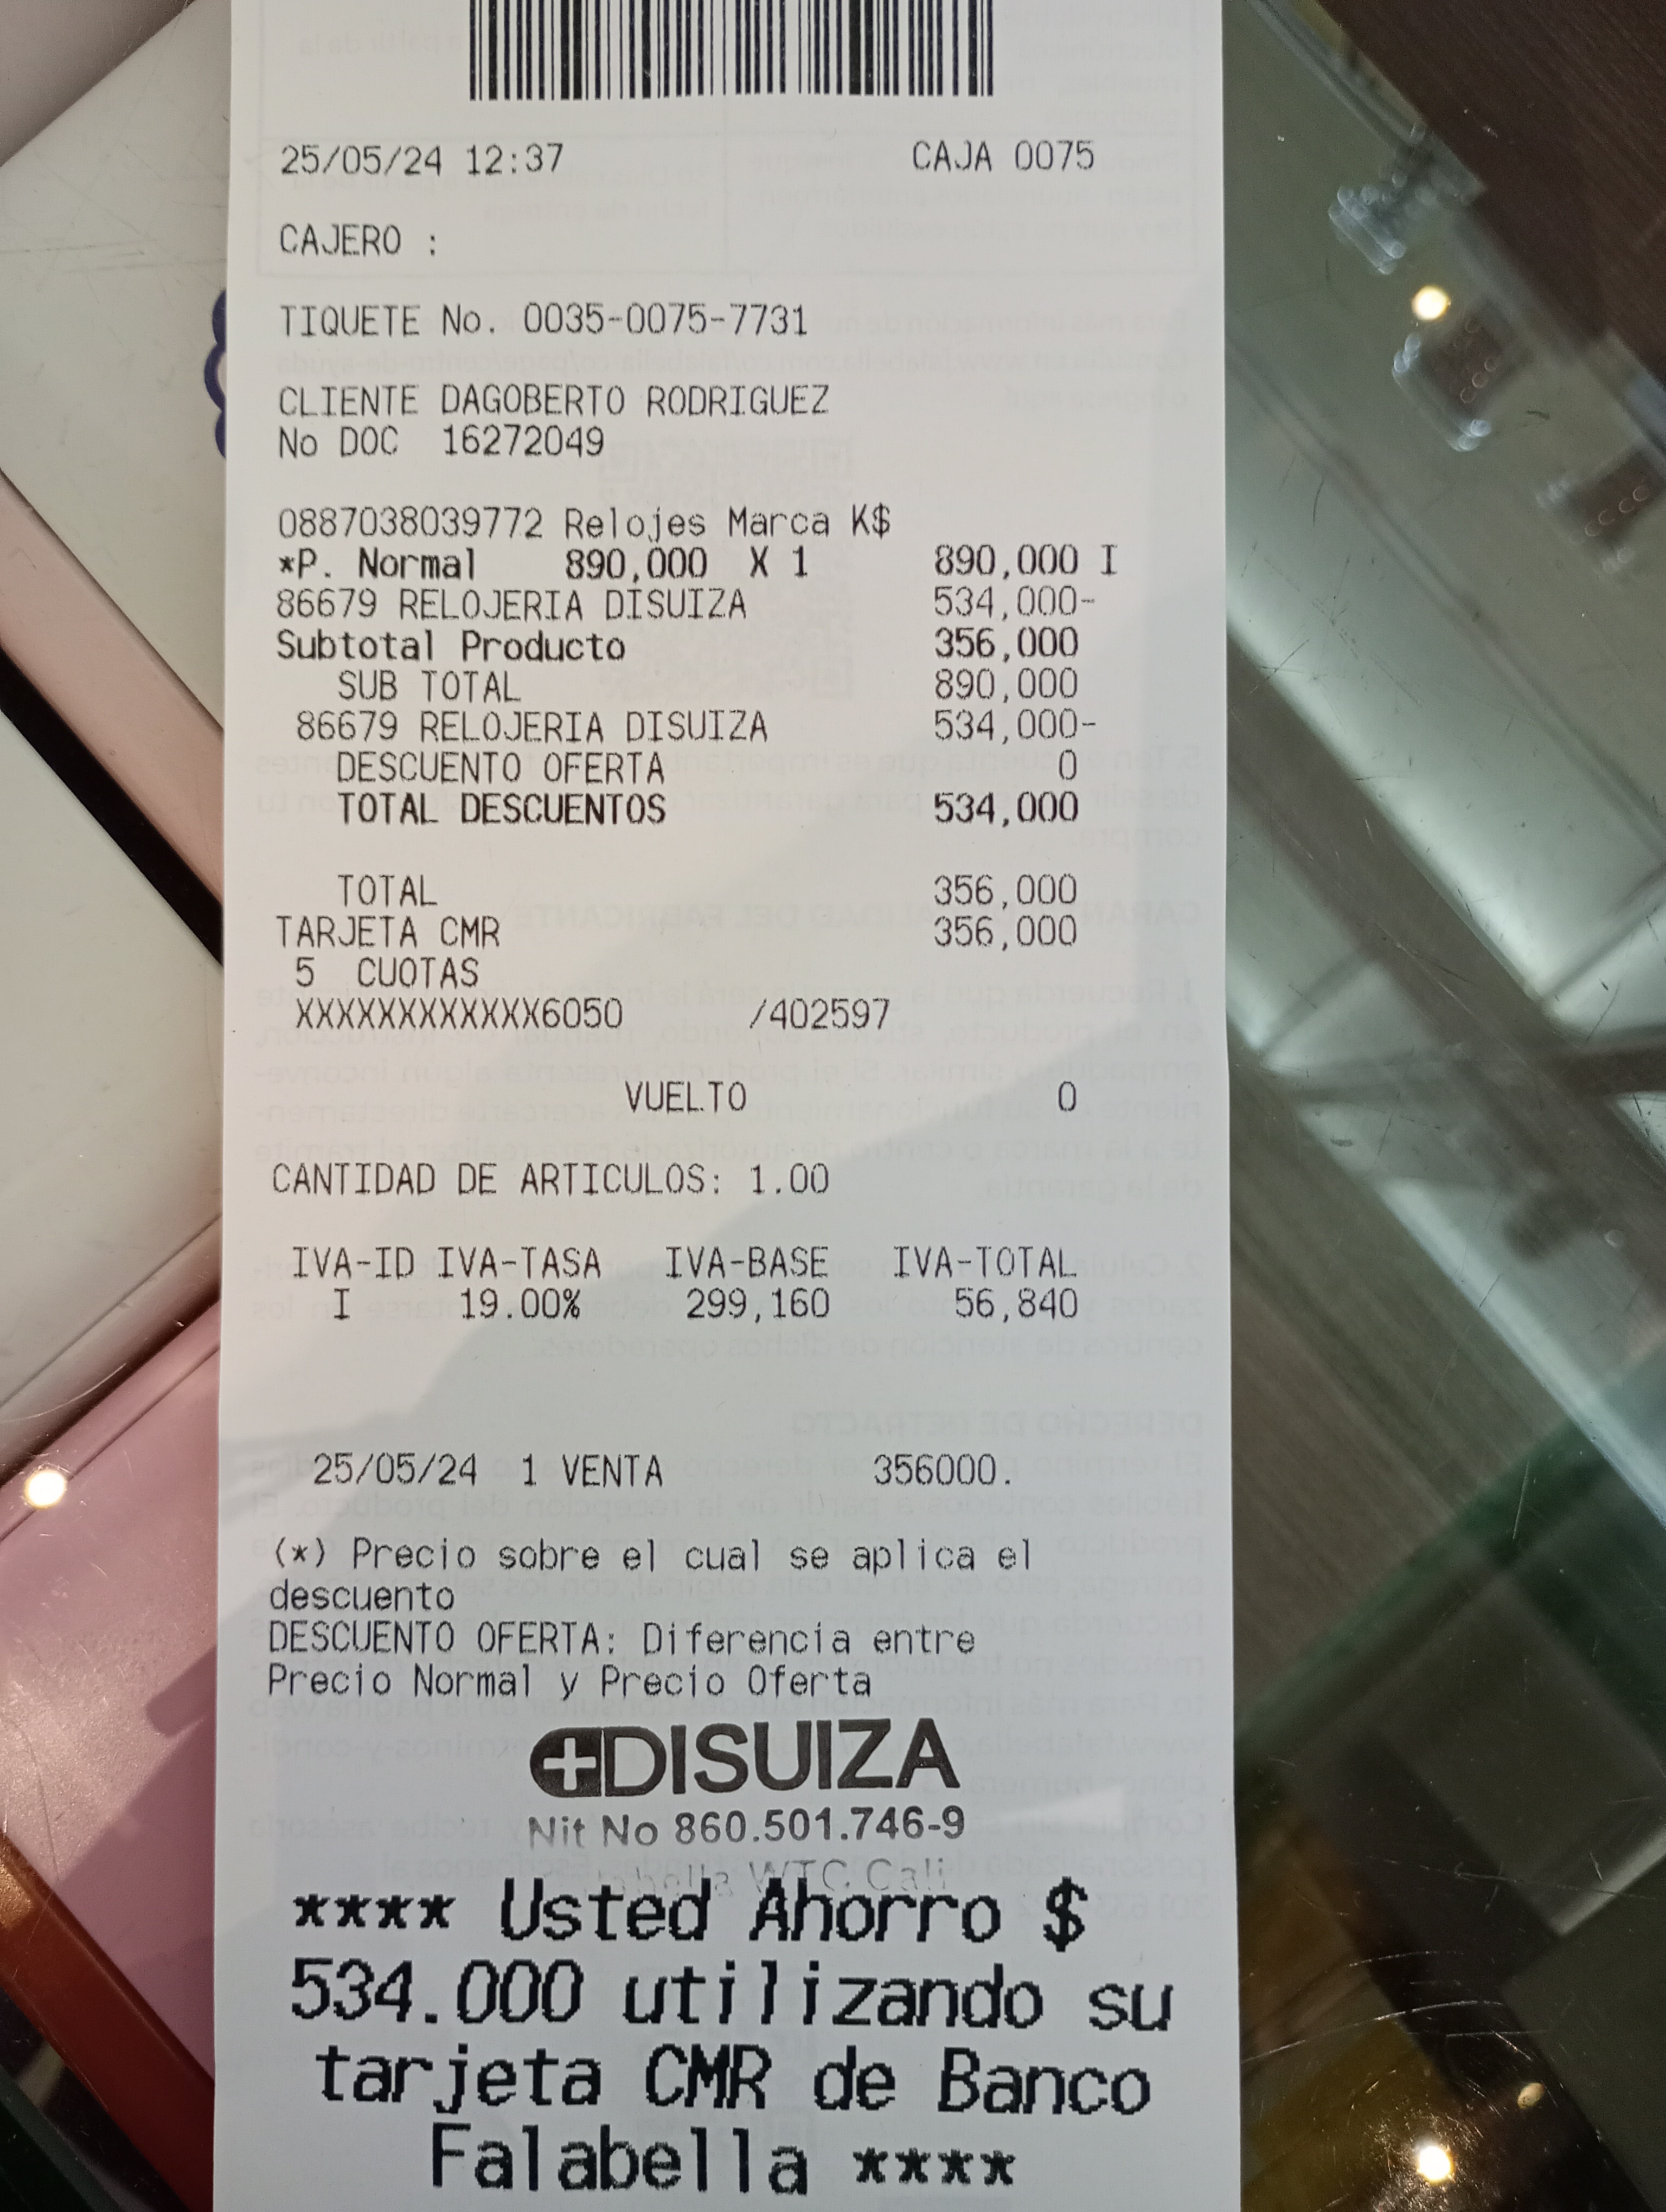 25/05/24 12:37 CAJA 0075
CAJERO :
TIQUETE No. 0035-0075-7731
CLIENTE DAGOBERTO RODRIGUEZ
No DOC 16272049
0887038039772 Relojes Marca K$
*P. Normal 890,000 X 1 890,000 I
86679 RELOJERIA DISUIZA 534,000-
Subtotal Producto 356,000
SUB TOTAL 890,000
86679 RELOJERIA DISUIZA 534,000-
DESCUENTO OFERTA 0
TOTAL DESCUENTOS 534,000
TOTAL 356,000
TARJETA CMR 356,000
5 CUOTAS
XXXXXXXXXXXX6050 /402597
VUELTO 0
CANTIDAD DE ARTICULOS: 1.00
IVA-ID IVA-TASA IVA-BASE IVA-TOTAL
I 19.00% 299,160 56,840
25/05/24 1 VENTA 356000.
(*) Precio sobre el cual se aplica el
descuento
DESCUENTO OFERTA: Diferencia entre
Precio Normal y Precio Oferta
DISUIZA
Nit No 860.501.746-9
WTC Cali
**** Usted Ahorro $
534.000 utilizando su
tarjeta CMR de Banco
Falabella ****